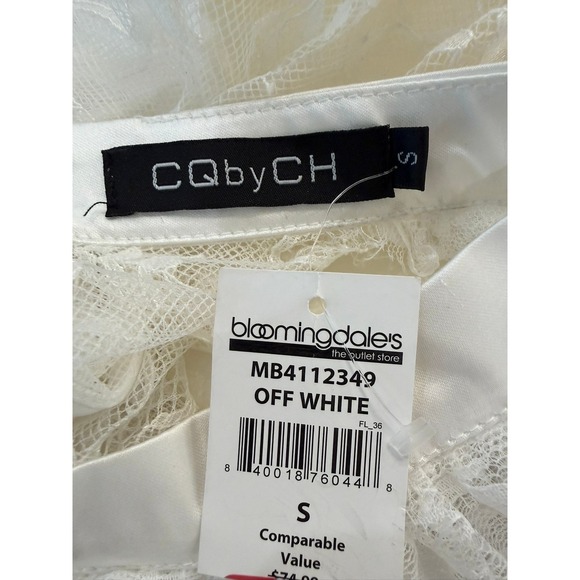 CQbyCH
S
bloomingdale's
the outlet store
MB4112349
OFF WHITE
FL_36
8 40018 76044 8
S
Comparable
Value